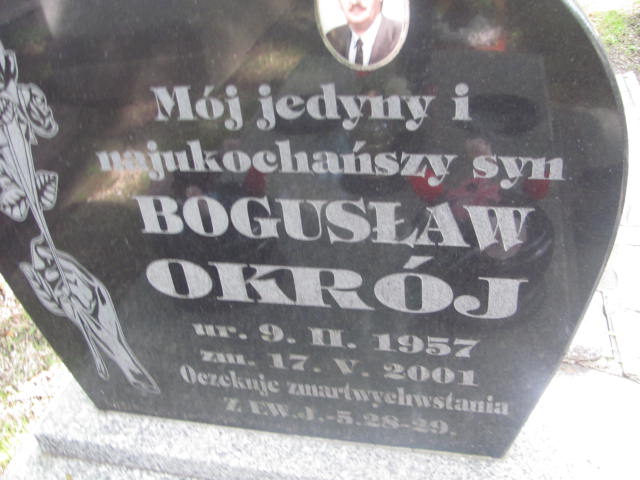 Mój jedyny i
najukochańszy syn
BOGUSŁAW
OKRÓJ
ur. 9. II. 1957
zm. 17. V. 2001
Oczekuje zmartwychwstania
Z EW.J.-5.28-29.